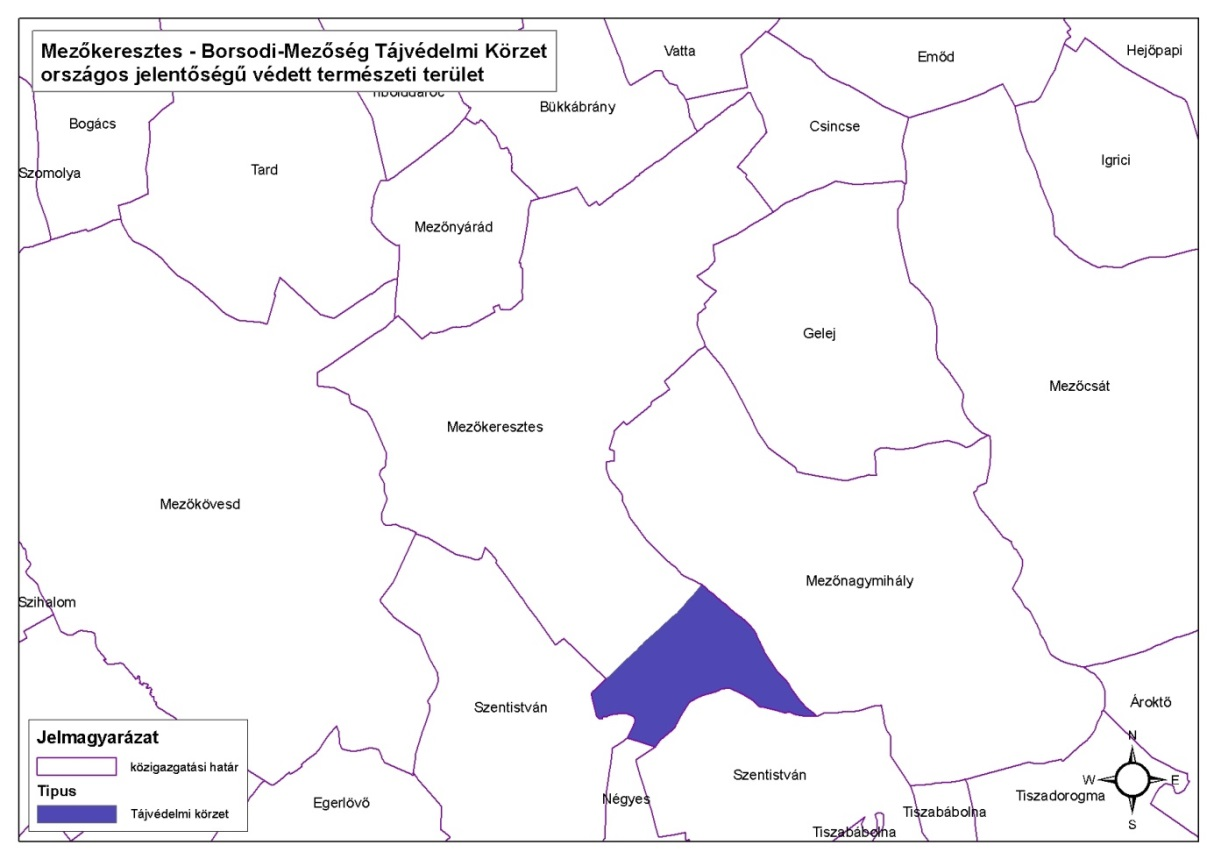 Mezőkeresztes - Borsodi-Mezőség Tájvédelmi Körzet
országos jelentőségű védett természeti terület
Vatta
Emőd
Hejőpapi
Bükkábrány
Bogács
Csincse
Szomolya
Tard
Igrici
Mezőnyárád
Gelej
Mezőcsát
Mezőkeresztes
Mezőkövesd
Mezőnagymihály
Szihalom
Szentistván
Ároktő
Szentistván
Négyes
Egerlövő
Tiszabábolna
Tiszabábolna
Tiszadorogma
N
W
E
S
Jelmagyarázat
közigazgatási határ
Tipus
Tájvédelmi körzet